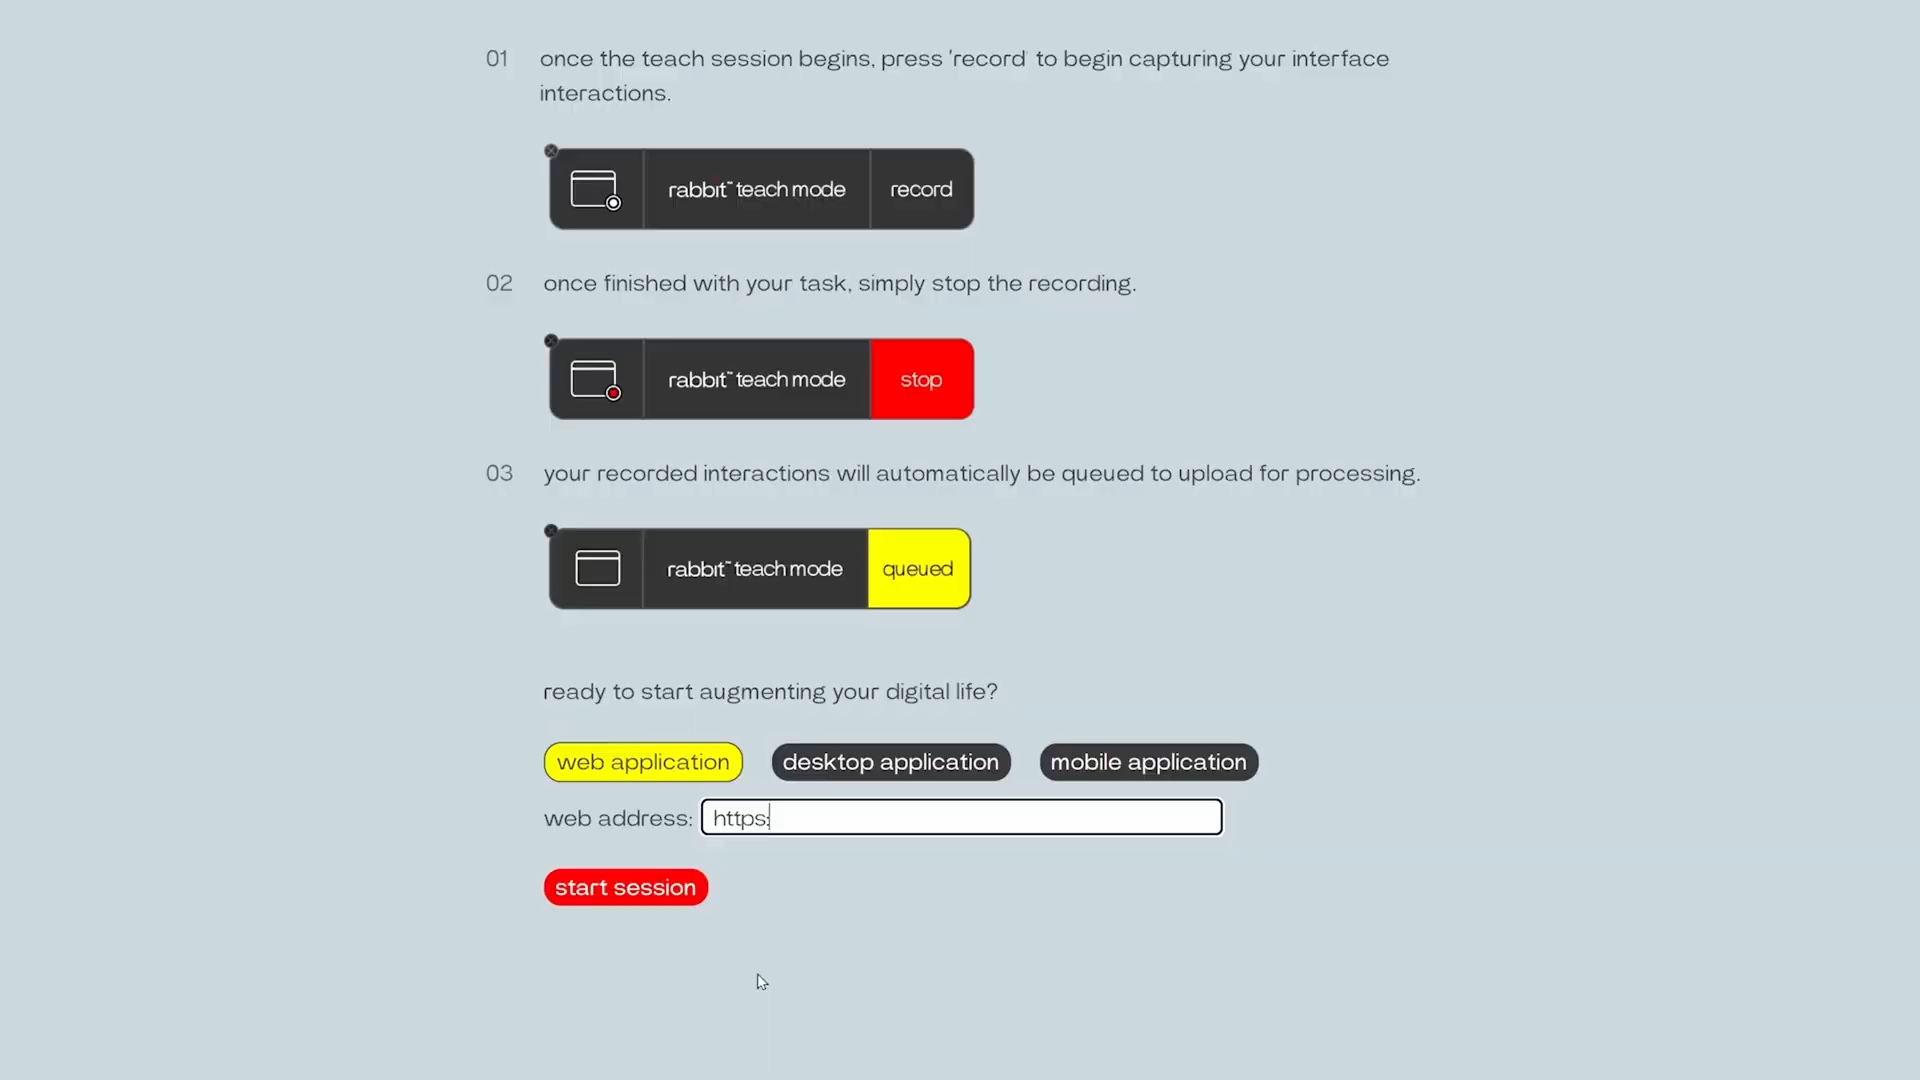 01 once the teach session begins, press 'record' to begin capturing your interface
interactions.
rabbit™ teach mode record
02 once finished with your task, simply stop the recording.
rabbit™ teach mode stop
03 your recorded interactions will automatically be queued to upload for processing.
rabbit™ teach mode queued
ready to start augmenting your digital life?
web application desktop application mobile application
web address: https:
start session